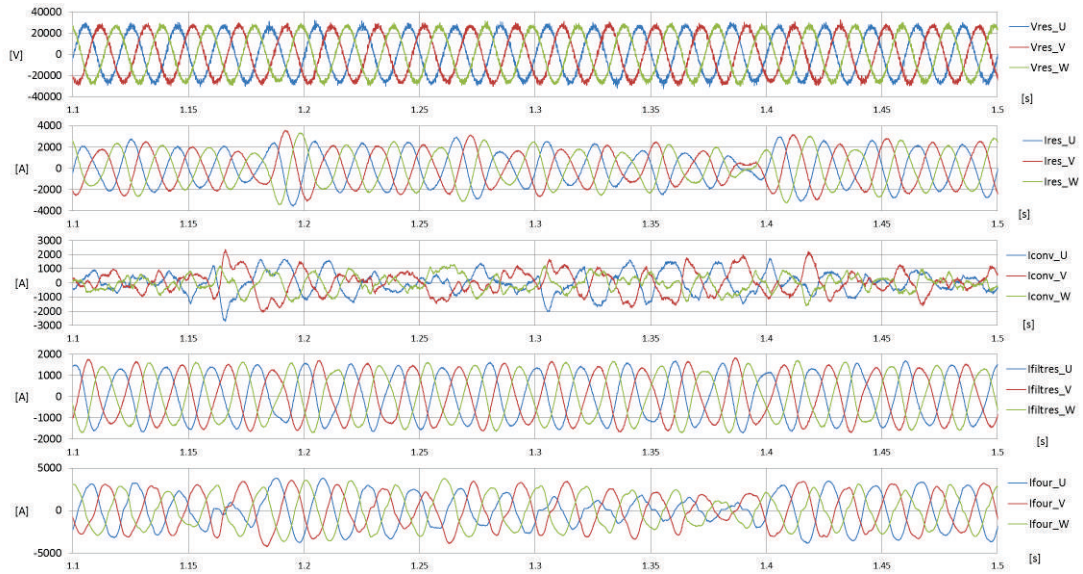 40000
20000
0
-20000
-40000
[V]
1.1 1.15 1.2 1.25 1.3 1.35 1.4 1.45 1.5
[s]
Vres_U
Vres_V
Vres_W
4000
2000
0
-2000
-4000
[A]
1.1 1.15 1.2 1.25 1.3 1.35 1.4 1.45 1.5
[s]
Ires_U
Ires_V
Ires_W
3000
2000
1000
0
-1000
-2000
3000
[A]
1.1 1.15 1.2 1.25 1.3 1.35 1.4 1.45 1.5
[s]
Iconv_U
Iconv_V
Iconv_W
2000
1000
0
-1000
-2000
[A]
1.1 1.15 1.2 1.25 1.3 1.35 1.4 1.45 1.5
[s]
Ifiltres_U
Ifiltres_V
Ifiltres_W
5000
0
-5000
[A]
1.1 1.15 1.2 1.25 1.3 1.35 1.4 1.45 1.5
[s]
Ifour_U
Ifour_V
Ifour_W